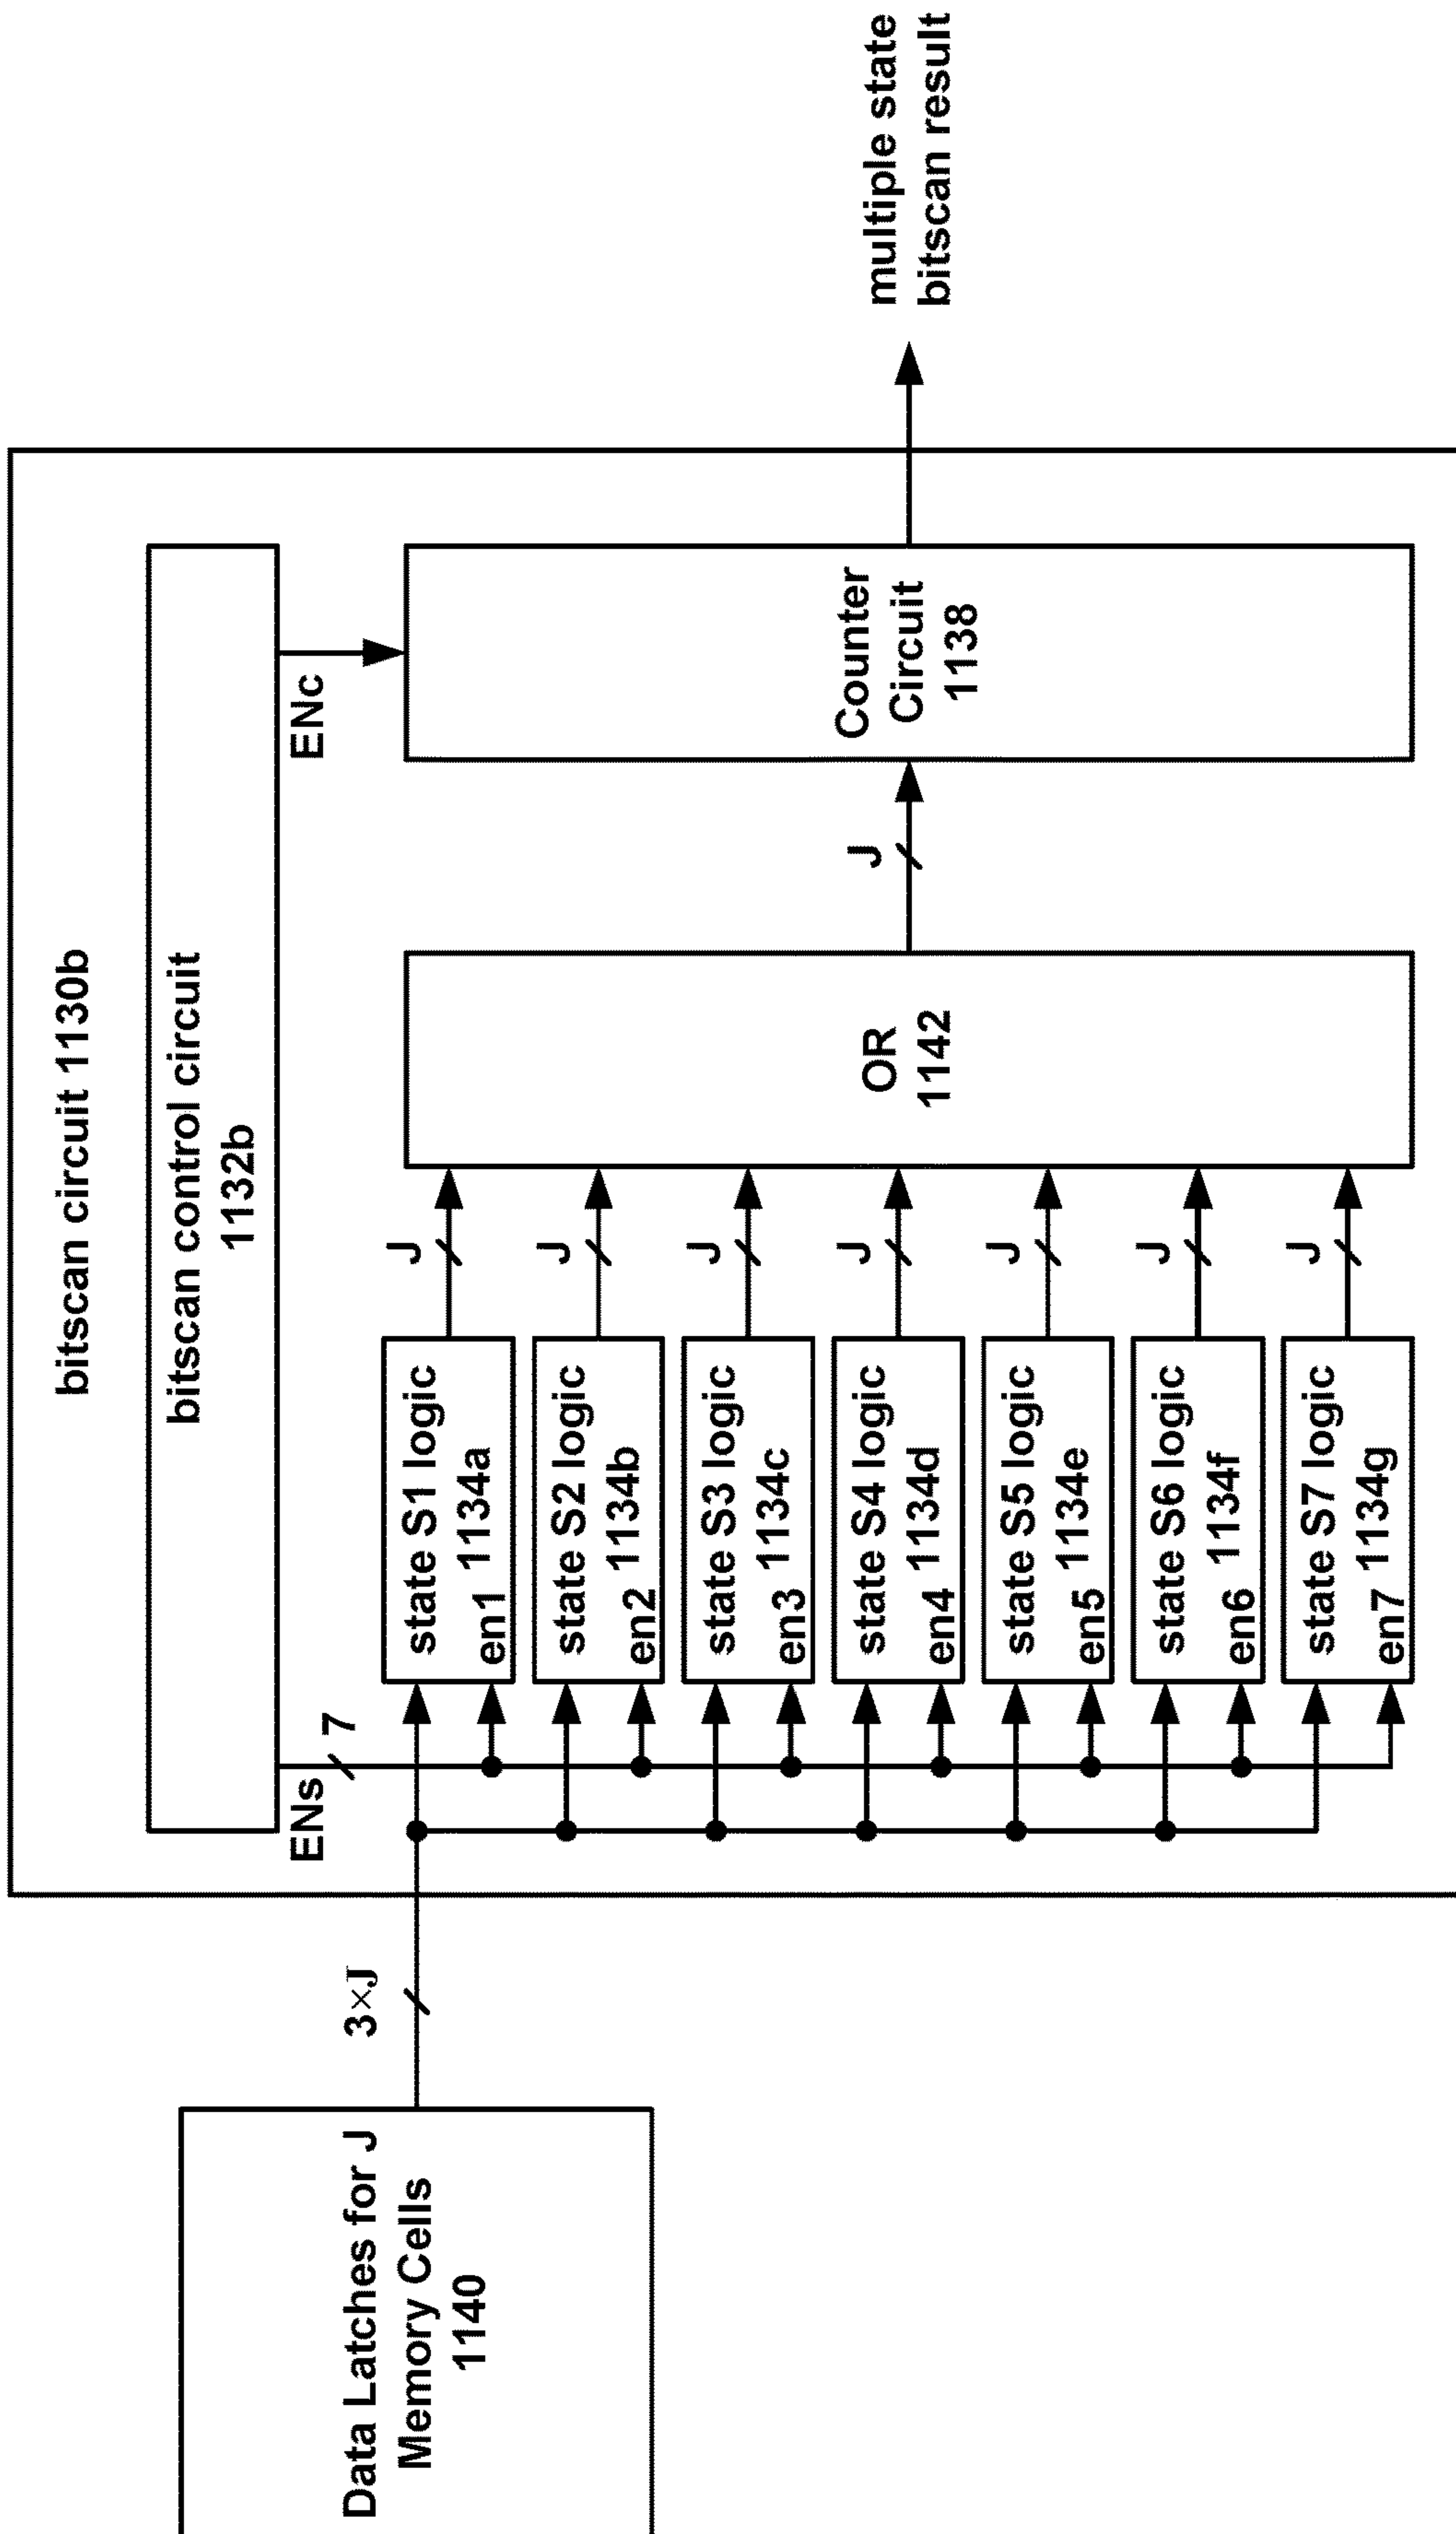 bitscan circuit 1130b
bitscan control circuit
1132b
ENs
7
ENc
Data Latches for J
Memory Cells
1140
3×J
state S1 logic
en1 1134a
J
state S2 logic
en2 1134b
J
state S3 logic
en3 1134c
J
state S4 logic
en4 1134d
J
state S5 logic
en5 1134e
J
state S6 logic
en6 1134f
J
state S7 logic
en7 1134g
J
OR
1142
J
Counter
Circuit
1138
multiple state
bitscan result